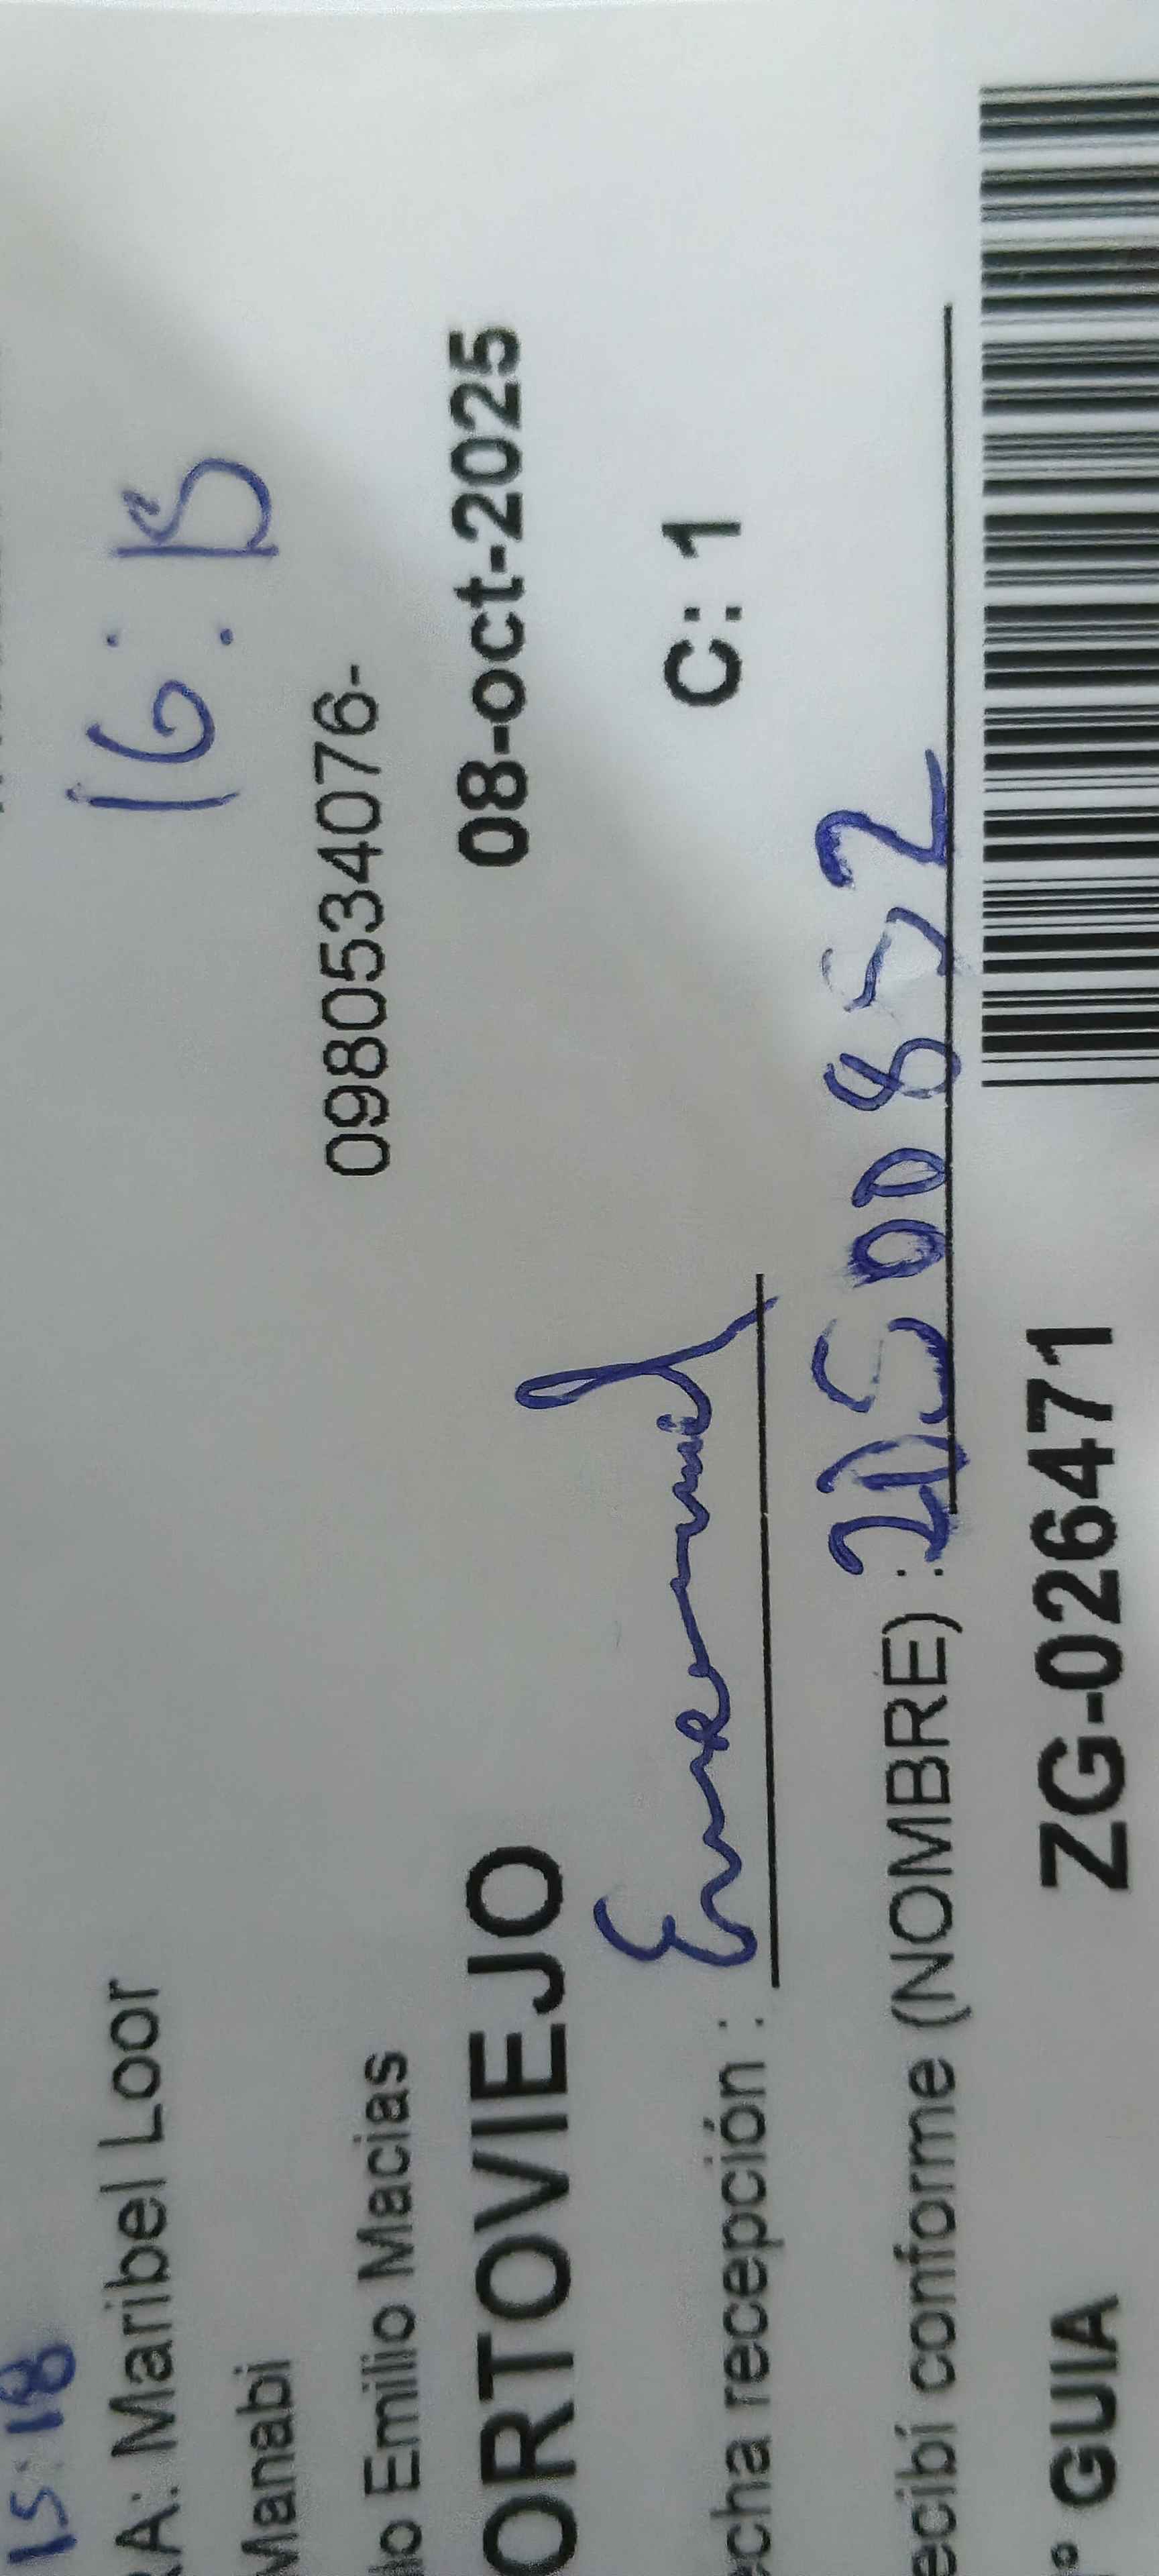 15:18
RA: Maribel Loor 16:15
Manabi
lo Emilio Macias 0980534076-
ORTOVIEJO 08-oct-2025
echa recepción : C: 1
ecibí conforme (NOMBRE) :
° GUIA ZG-026471